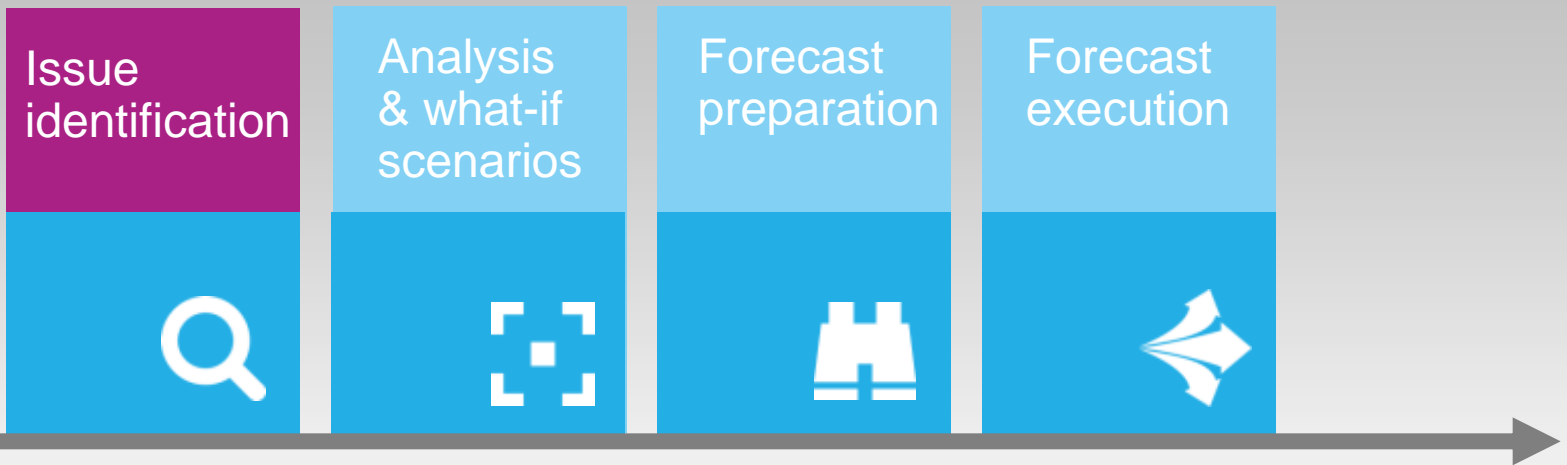 Issue
identification
Analysis
& what-if
scenarios
Forecast
preparation
Forecast
execution